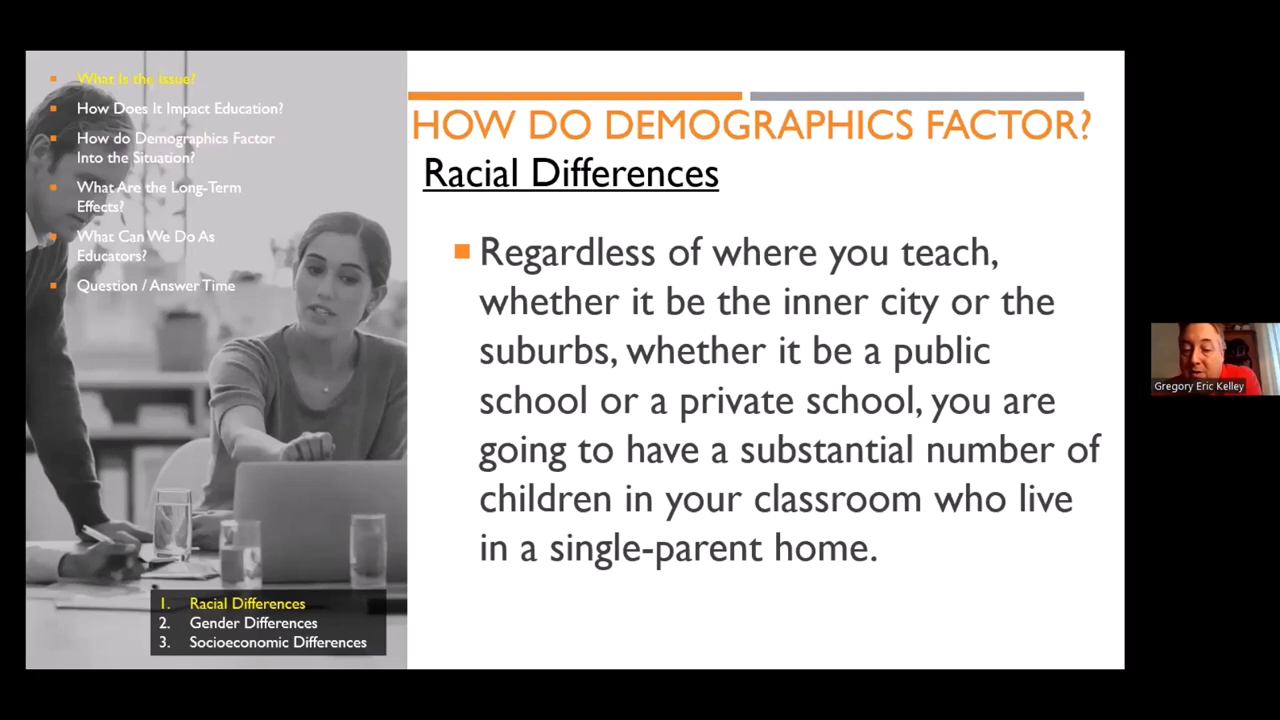 What Is the Issue?
How Does It Impact Education?
How do Demographics Factor
Into the Situation?
What Are the Long-Term
Effects?
What Can We Do As
Educators?
Question / Answer Time
1. Racial Differences
2. Gender Differences
3. Socioeconomic Differences
HOW DO DEMOGRAPHICS FACTOR?
Racial Differences
Regardless of where you teach,
whether it be the inner city or the
suburbs, whether it be a public
school or a private school, you are
going to have a substantial number of
children in your classroom who live
in a single-parent home.
Gregory Eric Kelley